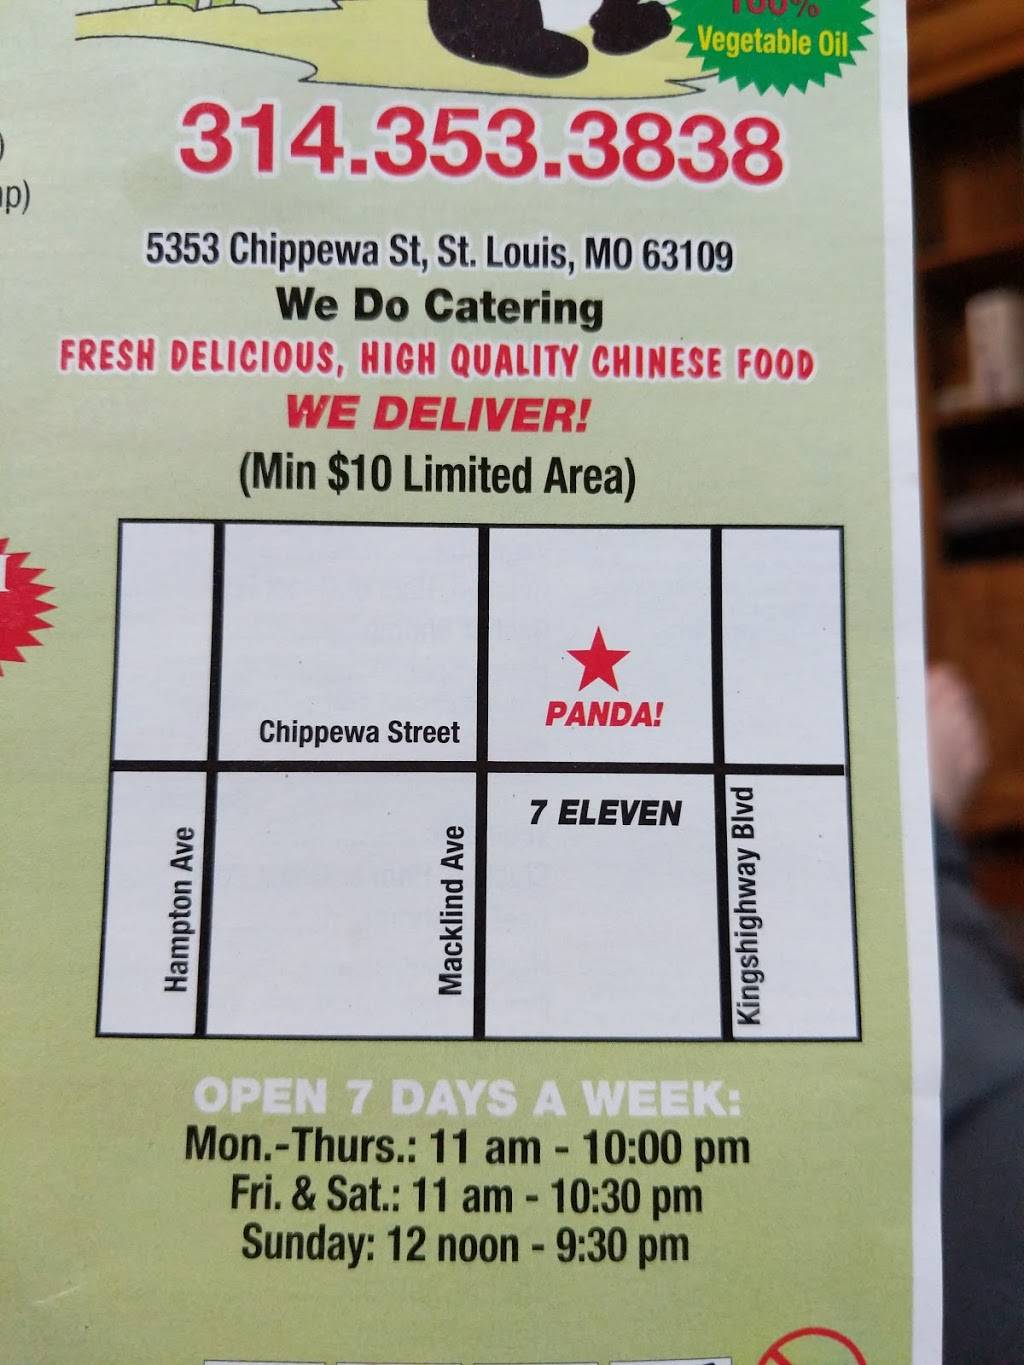 100%
Vegetable Oil
314.353.3838
5353 Chippewa St, St. Louis, MO 63109
We Do Catering
FRESH DELICIOUS, HIGH QUALITY CHINESE FOOD
WE DELIVER!
(Min $10 Limited Area)
PANDA!
Chippewa Street
7 ELEVEN
Hampton Ave
Macklind Ave
Kingshighway Blvd
OPEN 7 DAYS A WEEK:
Mon.-Thurs.: 11 am - 10:00 pm
Fri. & Sat.: 11 am - 10:30 pm
Sunday: 12 noon - 9:30 pm